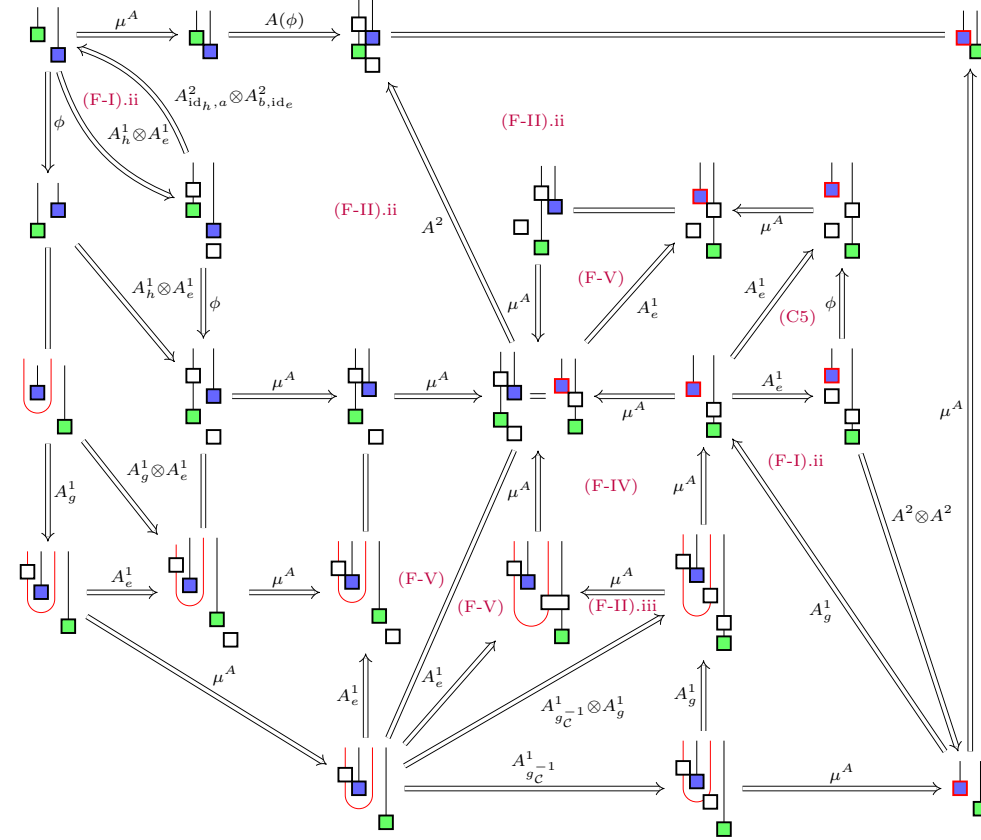 μ^A A(φ)
(F-I).ii A^2_{id_h,a}⊗A^2_{b,id_e}
φ A^1_h⊗A^1_e
(F-II).ii
(F-II).ii
A^2 μ^A
(F-V)
A^1_h⊗A^1_e φ μ^A A^1_e A^1_e (C5) φ
μ^A μ^A μ^A A^1_e μ^A
A^1_g A^1_g⊗A^1_e μ^A (F-IV) μ^A (F-I).ii A^2⊗A^2
A^1_e μ^A (F-V) (F-V) μ^A (F-II).iii A^1_g
μ^A A^1_e A^1_e A^1_{g_C^{-1}}⊗A^1_g A^1_g
A^1_{g_C^{-1}} μ^A